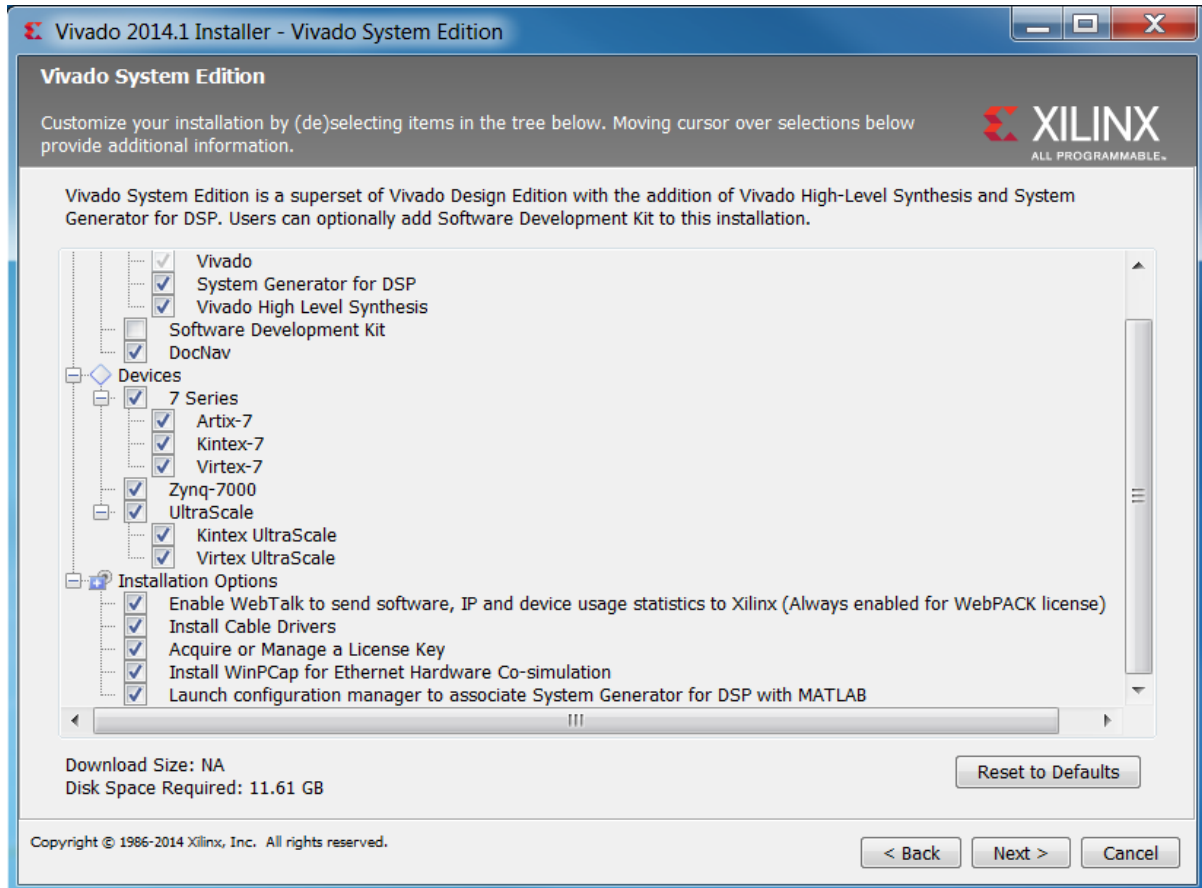 Vivado 2014.1 Installer - Vivado System Edition
Vivado System Edition
Customize your installation by (de)selecting items in the tree below. Moving cursor over selections below
provide additional information.
XILINX
ALL PROGRAMMABLE™
Vivado System Edition is a superset of Vivado Design Edition with the addition of Vivado High-Level Synthesis and System
Generator for DSP. Users can optionally add Software Development Kit to this installation.
Vivado
System Generator for DSP
Vivado High Level Synthesis
Software Development Kit
DocNav
Devices
7 Series
Artix-7
Kintex-7
Virtex-7
Zynq-7000
UltraScale
Kintex UltraScale
Virtex UltraScale
Installation Options
Enable WebTalk to send software, IP and device usage statistics to Xilinx (Always enabled for WebPACK license)
Install Cable Drivers
Acquire or Manage a License Key
Install WinPCap for Ethernet Hardware Co-simulation
Launch configuration manager to associate System Generator for DSP with MATLAB
Download Size: NA
Disk Space Required: 11.61 GB
Reset to Defaults
Copyright © 1986-2014 Xilinx, Inc. All rights reserved.
< Back
Next >
Cancel